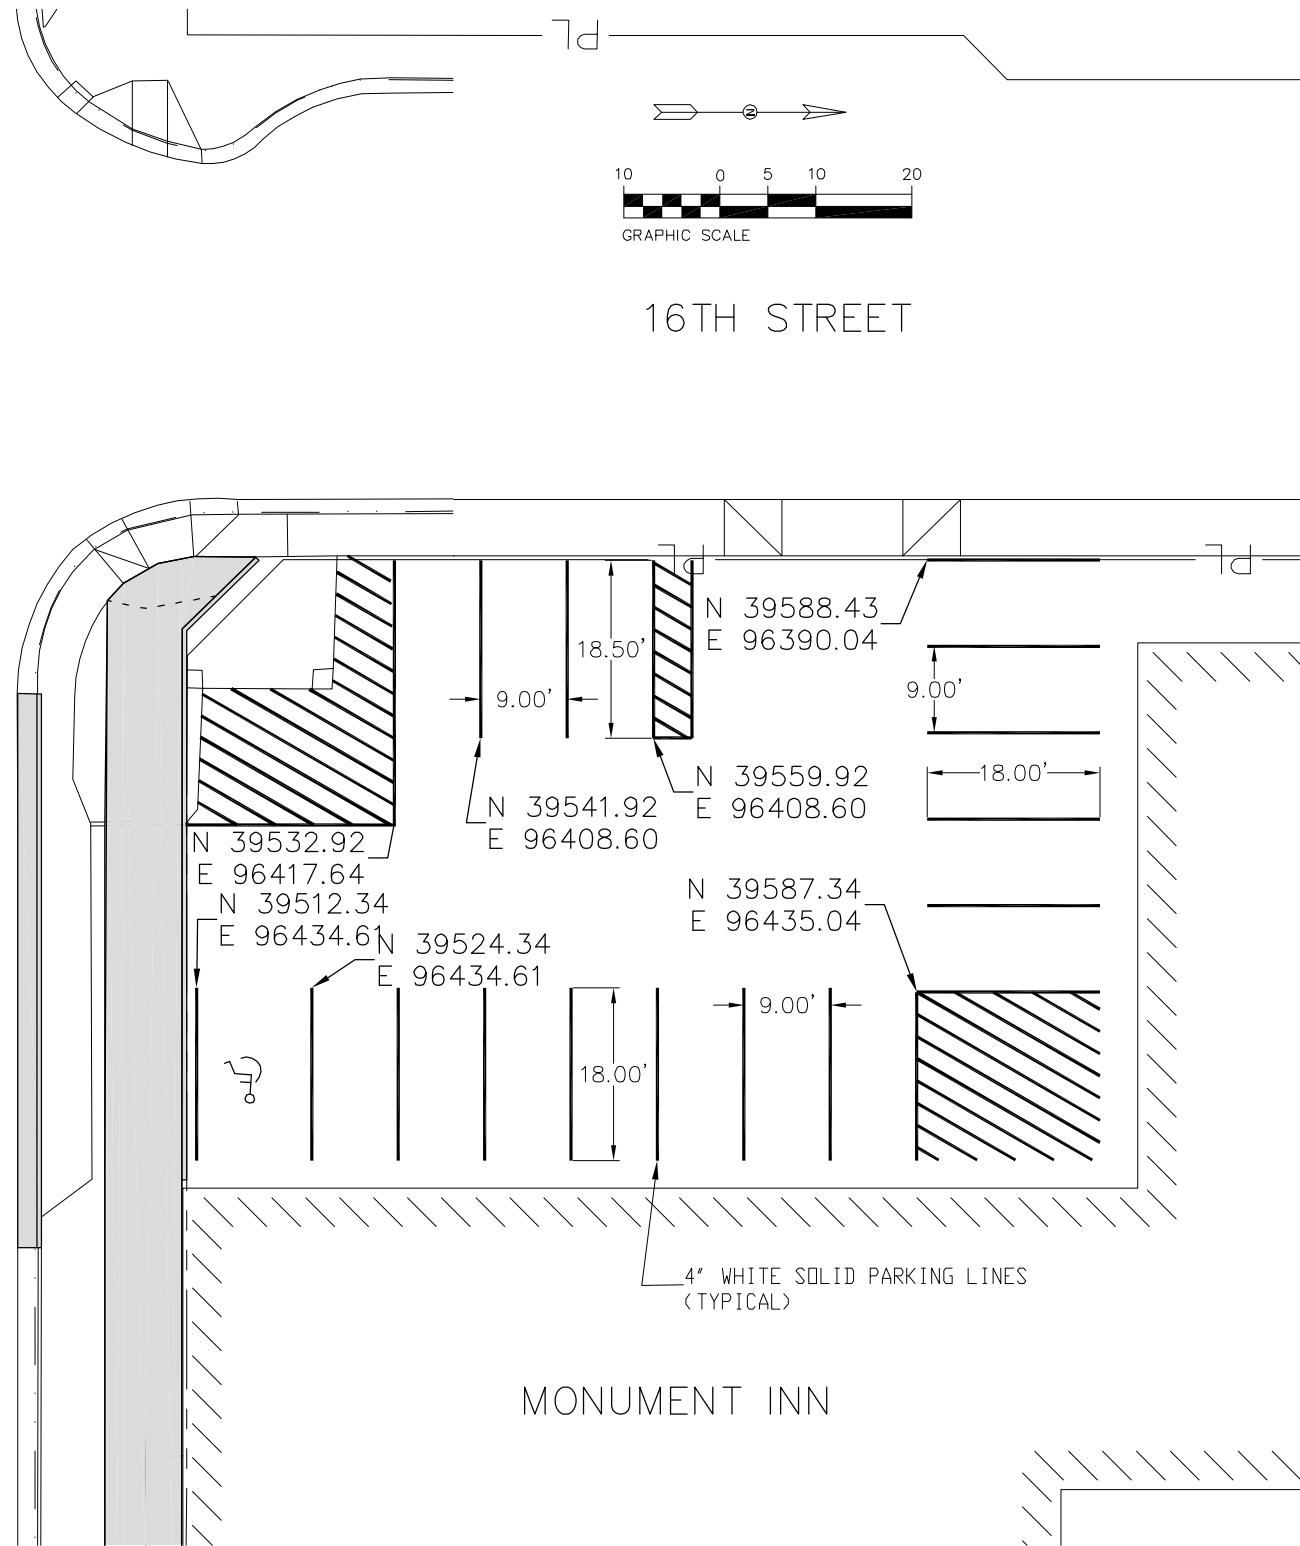 PL
N
10 0 5 10 20
GRAPHIC SCALE
16TH STREET
PL
PL
N 39588.43
E 96390.04
18.50'
9.00'
9.00'
18.00'
N 39559.92
E 96408.60
N 39541.92
E 96408.60
N 39532.92
E 96417.64
N 39512.34
E 96434.61
N 39587.34
E 96435.04
N 39524.34
E 96434.61
9.00'
18.00'
4" WHITE SOLID PARKING LINES
(TYPICAL)
MONUMENT INN